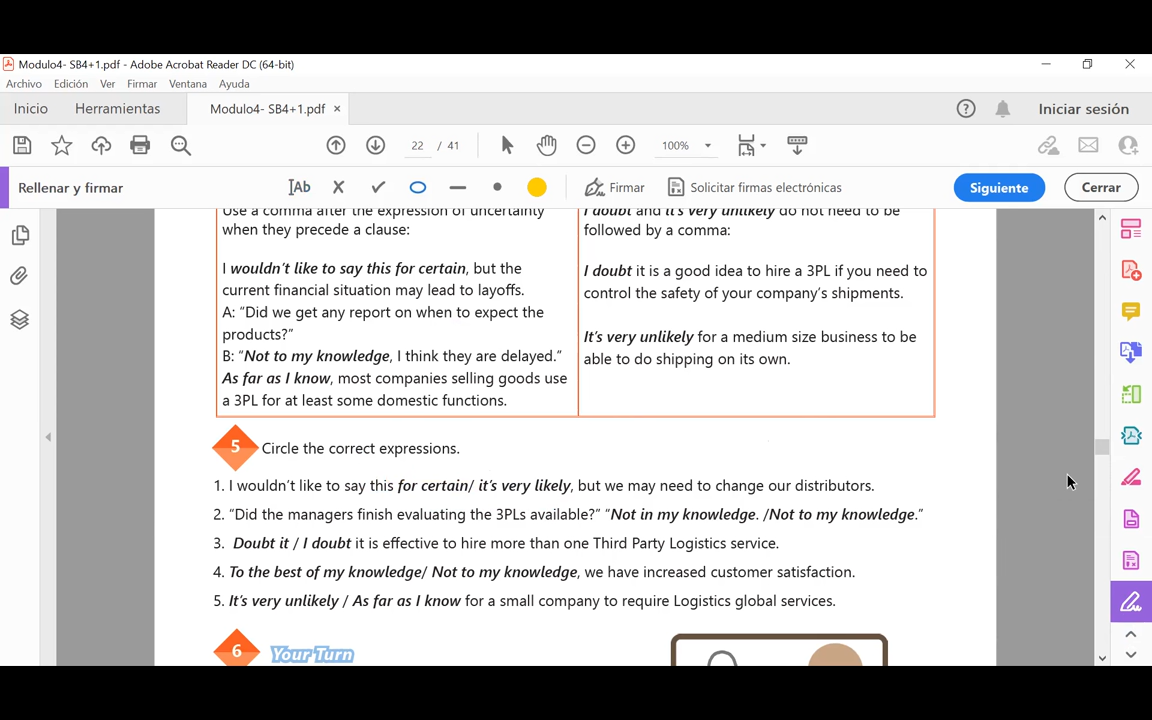 Modulo4- SB4+1.pdf - Adobe Acrobat Reader DC (64-bit)
Archivo Edición Ver Firmar Ventana Ayuda
Inicio Herramientas Modulo4- SB4+1.pdf × Iniciar sesión
22 / 41 100%
Rellenar y firmar Ab Firmar Solicitar firmas electrónicas Siguiente Cerrar
Use a comma after the expression of uncertainty
when they precede a clause:
I wouldn't like to say this for certain, but the
current financial situation may lead to layoffs.
A: “Did we get any report on when to expect the
products?”
B: “Not to my knowledge, I think they are delayed.”
As far as I know, most companies selling goods use
a 3PL for at least some domestic functions.
I doubt and it's very unlikely do not need to be
followed by a comma:
I doubt it is a good idea to hire a 3PL if you need to
control the safety of your company's shipments.
It's very unlikely for a medium size business to be
able to do shipping on its own.
5 Circle the correct expressions.
1. I wouldn't like to say this for certain/ it's very likely, but we may need to change our distributors.
2. “Did the managers finish evaluating the 3PLs available?” “Not in my knowledge. /Not to my knowledge.”
3. Doubt it / I doubt it is effective to hire more than one Third Party Logistics service.
4. To the best of my knowledge/ Not to my knowledge, we have increased customer satisfaction.
5. It's very unlikely / As far as I know for a small company to require Logistics global services.
6 Your Turn